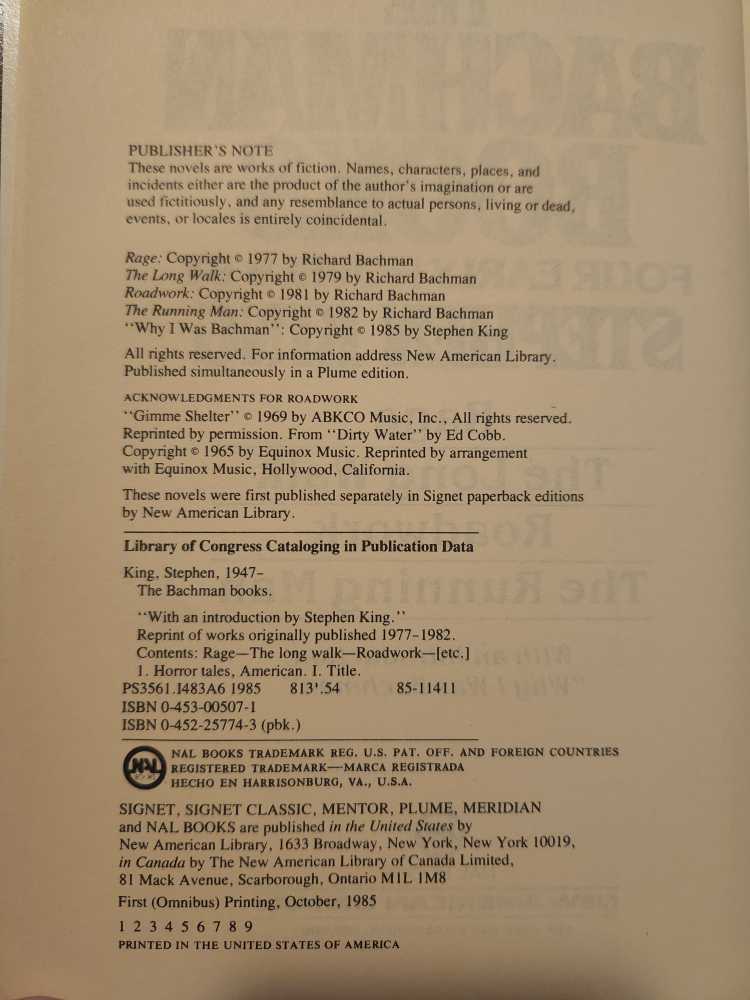 PUBLISHER'S NOTE
These novels are works of fiction. Names, characters, places, and
incidents either are the product of the author's imagination or are
used fictitiously, and any resemblance to actual persons, living or dead,
events, or locales is entirely coincidental.
Rage: Copyright © 1977 by Richard Bachman
The Long Walk: Copyright © 1979 by Richard Bachman
Roadwork: Copyright © 1981 by Richard Bachman
The Running Man: Copyright © 1982 by Richard Bachman
"Why I Was Bachman": Copyright © 1985 by Stephen King
All rights reserved. For information address New American Library.
Published simultaneously in a Plume edition.
ACKNOWLEDGMENTS FOR ROADWORK
"Gimme Shelter" © 1969 by ABKCO Music, Inc., All rights reserved.
Reprinted by permission. From "Dirty Water" by Ed Cobb.
Copyright © 1965 by Equinox Music. Reprinted by arrangement
with Equinox Music, Hollywood, California.
These novels were first published separately in Signet paperback editions
by New American Library.
Library of Congress Cataloging in Publication Data
King, Stephen, 1947–
The Bachman books.
"With an introduction by Stephen King."
Reprint of works originally published 1977–1982.
Contents: Rage—The long walk—Roadwork—[etc.]
1. Horror tales, American. I. Title.
PS3561.I483A6 1985 813'.54 85-11411
ISBN 0-453-00507-1
ISBN 0-452-25774-3 (pbk.)
NAL
NAL BOOKS TRADEMARK REG. U.S. PAT. OFF. AND FOREIGN COUNTRIES
REGISTERED TRADEMARK—MARCA REGISTRADA
HECHO EN HARRISONBURG, VA., U.S.A.
SIGNET, SIGNET CLASSIC, MENTOR, PLUME, MERIDIAN
and NAL BOOKS are published in the United States by
New American Library, 1633 Broadway, New York, New York 10019,
in Canada by The New American Library of Canada Limited,
81 Mack Avenue, Scarborough, Ontario M1L 1M8
First (Omnibus) Printing, October, 1985
1 2 3 4 5 6 7 8 9
PRINTED IN THE UNITED STATES OF AMERICA